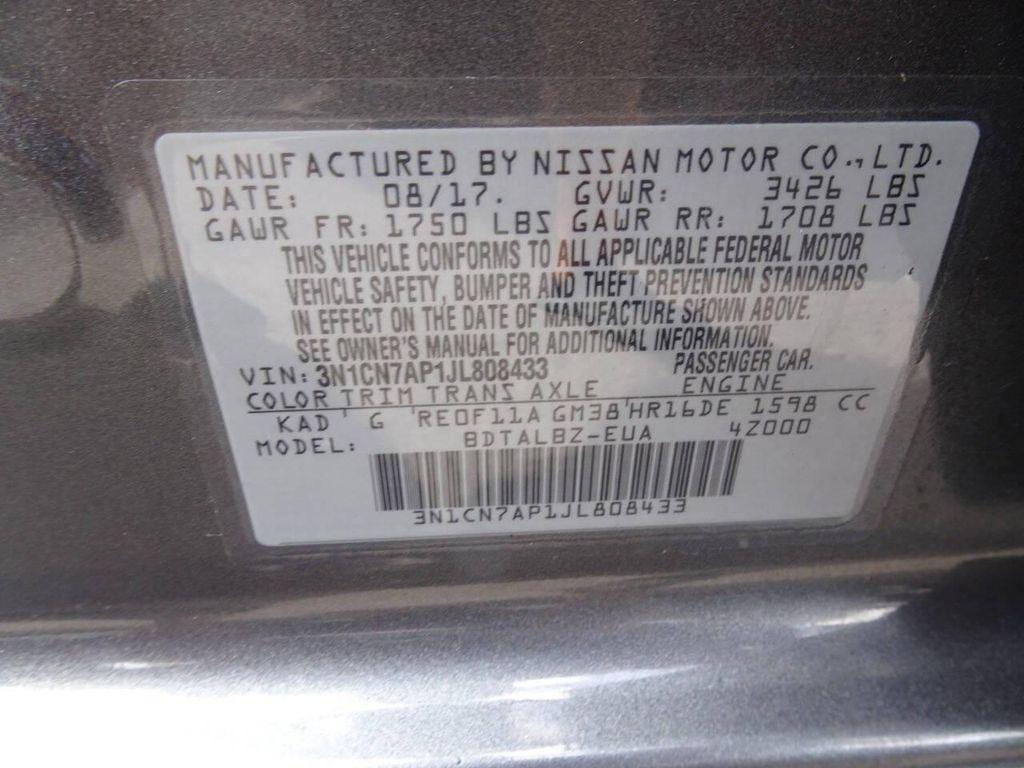 MANUFACTURED BY NISSAN MOTOR CO., LTD.
DATE: 08/17. GVWR: 3426 LBS
GAWR FR: 1750 LBS GAWR RR: 1708 LBS
THIS VEHICLE CONFORMS TO ALL APPLICABLE FEDERAL MOTOR
VEHICLE SAFETY, BUMPER AND THEFT PREVENTION STANDARDS
IN EFFECT ON THE DATE OF MANUFACTURE SHOWN ABOVE.
SEE OWNER'S MANUAL FOR ADDITIONAL INFORMATION.
VIN: 3N1CN7AP1JL808433 PASSENGER CAR.
COLOR TRIM TRANS AXLE ENGINE
KAD G RE0F11A GM38 HR16DE 1598 CC
MODEL: BDTALBZ-EUA 4Z000
3N1CN7AP1JL808433